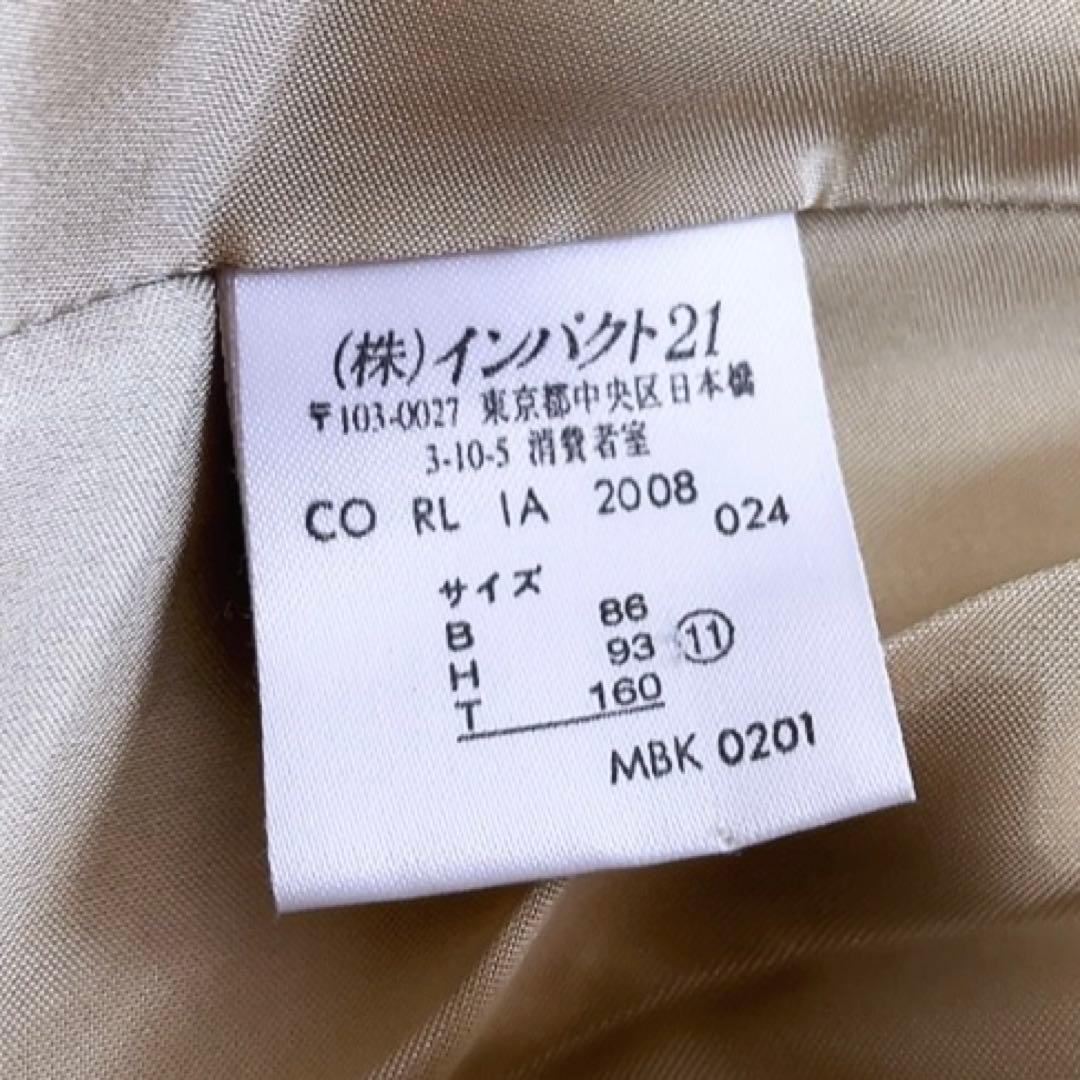 (株)インパクト21
〒103-0027 東京都中央区日本橋
3-10-5 消費者室
CO RL IA 2008 024
サイズ
B 86
H 93 ⑪
T 160
MBK 0201